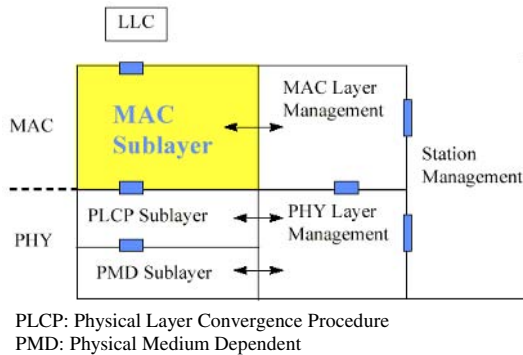 LLC
MAC
MAC
Sublayer
MAC Layer
Management
Station
Management
PHY
PLCP Sublayer
PHY Layer
Management
PMD Sublayer
PLCP: Physical Layer Convergence Procedure
PMD: Physical Medium Dependent